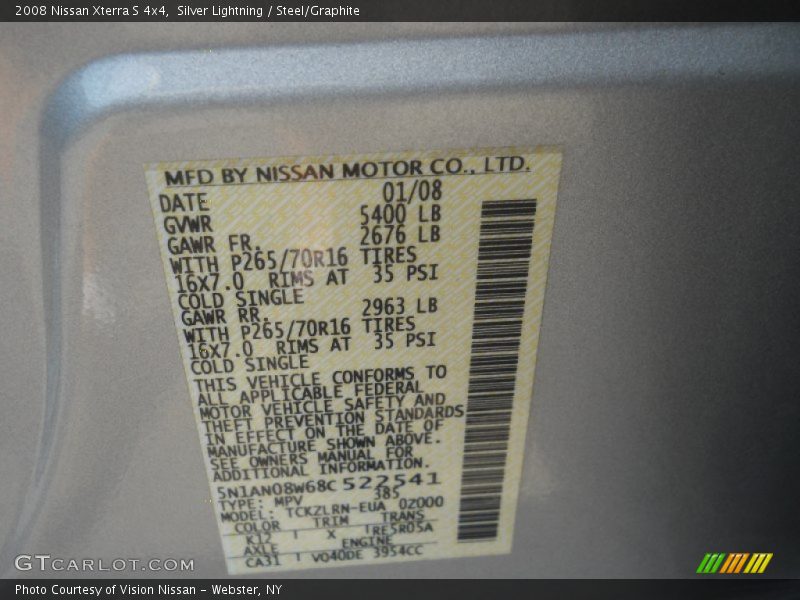 2008 Nissan Xterra S 4x4,  Silver Lightning / Steel/Graphite
MFD BY NISSAN MOTOR CO., LTD.
DATE 01/08
GVWR 5400 LB
GAWR FR. 2676 LB
WITH P265/70R16 TIRES
16X7.0 RIMS AT 35 PSI
COLD SINGLE
GAWR RR. 2963 LB
WITH P265/70R16 TIRES
16X7.0 RIMS AT 35 PSI
COLD SINGLE
THIS VEHICLE CONFORMS TO
ALL APPLICABLE FEDERAL
MOTOR VEHICLE SAFETY AND
THEFT PREVENTION STANDARDS
IN EFFECT ON THE DATE OF
MANUFACTURE SHOWN ABOVE.
SEE OWNERS MANUAL FOR
ADDITIONAL INFORMATION.
5N1AN08W68C522541
TYPE: MPV 385
MODEL: TCKZLRN-EUA 0Z000
COLOR TRIM TRANS
K12 X RE5R05A
AXLE ENGINE
CA31 VQ40DE 3954CC
GTCARLOT.COM
Photo Courtesy of Vision Nissan - Webster, NY